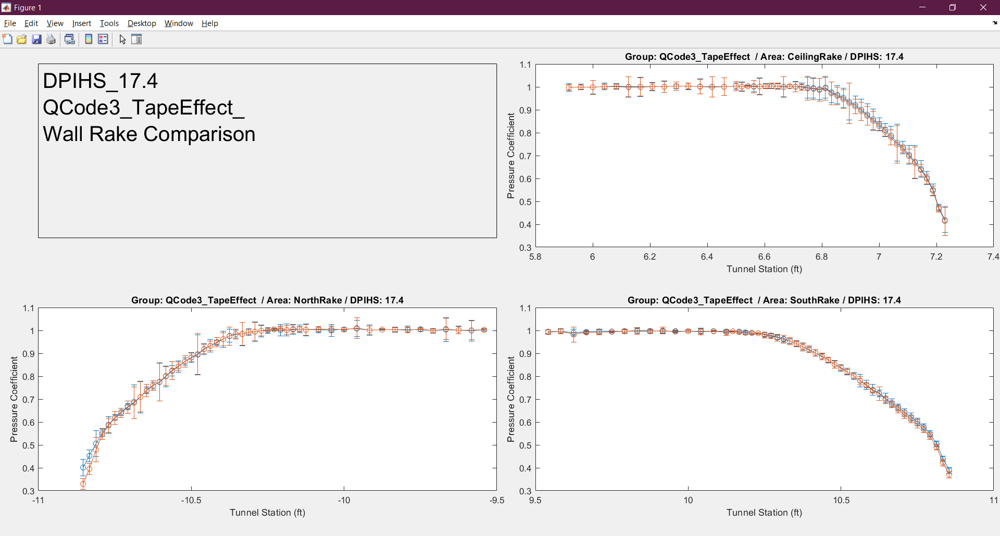 Figure 1
File Edit View Insert Tools Desktop Window Help
DPIHS_17.4
QCode3_TapeEffect_
Wall Rake Comparison
Group: QCode3_TapeEffect / Area: CeilingRake / DPIHS: 17.4
Pressure Coefficient
1.1
1
0.9
0.8
0.7
0.6
0.5
0.4
0.3
5.8 6 6.2 6.4 6.6 6.8 7 7.2 7.4
Tunnel Station (ft)
Group: QCode3_TapeEffect / Area: NorthRake / DPIHS: 17.4
Pressure Coefficient
1.1
1
0.9
0.8
0.7
0.6
0.5
0.4
0.3
-11 -10.5 -10 -9.5
Tunnel Station (ft)
Group: QCode3_TapeEffect / Area: SouthRake / DPIHS: 17.4
Pressure Coefficient
1.1
1
0.9
0.8
0.7
0.6
0.5
0.4
0.3
9.5 10 10.5 11
Tunnel Station (ft)